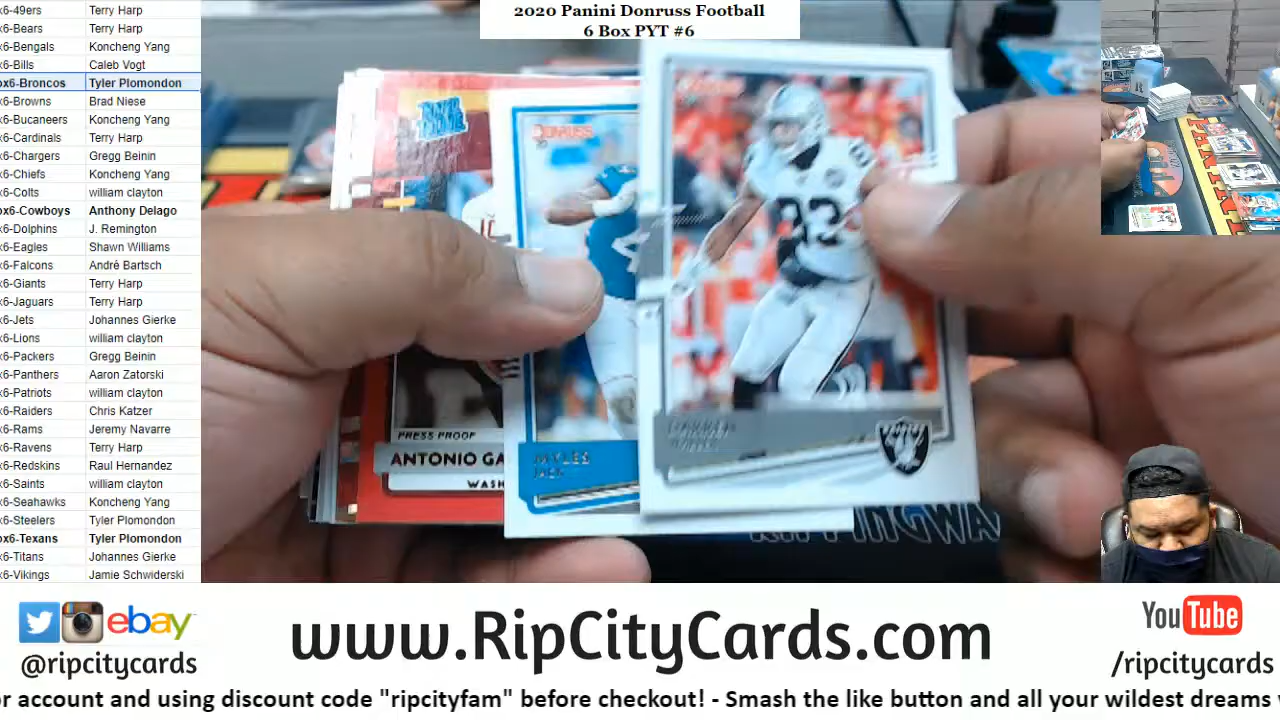 2020 Panini Donruss Football
6 Box PYT #6
x6-49ers Terry Harp
x6-Bears Terry Harp
x6-Bengals Koncheng Yang
x6-Bills Caleb Vogt
ox6-Broncos Tyler Plomondon
x6-Browns Brad Niese
x6-Bucaneers Koncheng Yang
x6-Cardinals Terry Harp
x6-Chargers Gregg Beinin
x6-Chiefs Koncheng Yang
x6-Colts william clayton
ox6-Cowboys Anthony Delago
x6-Dolphins J. Remington
x6-Eagles Shawn Williams
x6-Falcons André Bartsch
x6-Giants Terry Harp
x6-Jaguars Terry Harp
x6-Jets Johannes Gierke
x6-Lions william clayton
x6-Packers Gregg Beinin
x6-Panthers Aaron Zatorski
x6-Patriots william clayton
x6-Raiders Chris Katzer
x6-Rams Jeremy Navarre
x6-Ravens Terry Harp
x6-Redskins Raul Hernandez
x6-Saints william clayton
x6-Seahawks Koncheng Yang
x6-Steelers Tyler Plomondon
ox6-Texans Tyler Plomondon
x6-Titans Johannes Gierke
x6-Vikings Jamie Schwiderski
DONRUSS
33
PRESS PROOF
ANTONIO GA
WASH
MYLES
RIPPINGWA
ebay
@ripcitycards
www.RipCityCards.com
YouTube
/ripcitycards
or account and using discount code "ripcityfam" before checkout! - Smash the like button and all your wildest dreams